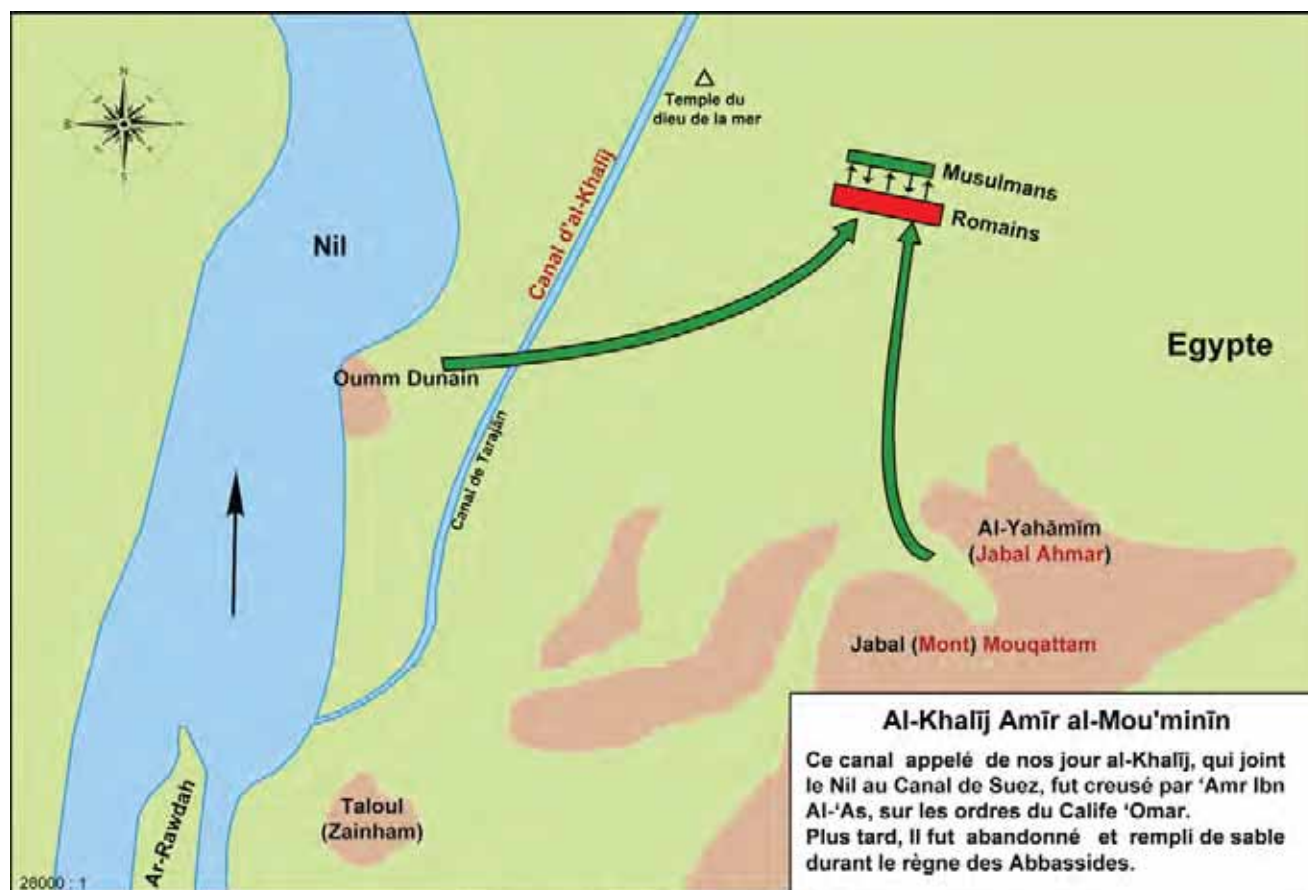 N
S
Temple du
dieu de la mer
Canal d'al-Khalīj
Musulmans
Romains
Nil
Egypte
Oumm Dunain
Canal de Tarajān
Al-Yahāmīm
(Jabal Ahmar)
Jabal (Mont) Mouqattam
Taloul
(Zainham)
Ar-Rawdah
28000 : 1
Al-Khalīj Amīr al-Mou'minīn
Ce canal appelé de nos jour al-Khalīj, qui joint
le Nil au Canal de Suez, fut creusé par ‘Amr Ibn
Al-‘As, sur les ordres du Calife ‘Omar.
Plus tard, Il fut abandonné et rempli de sable
durant le règne des Abbassides.